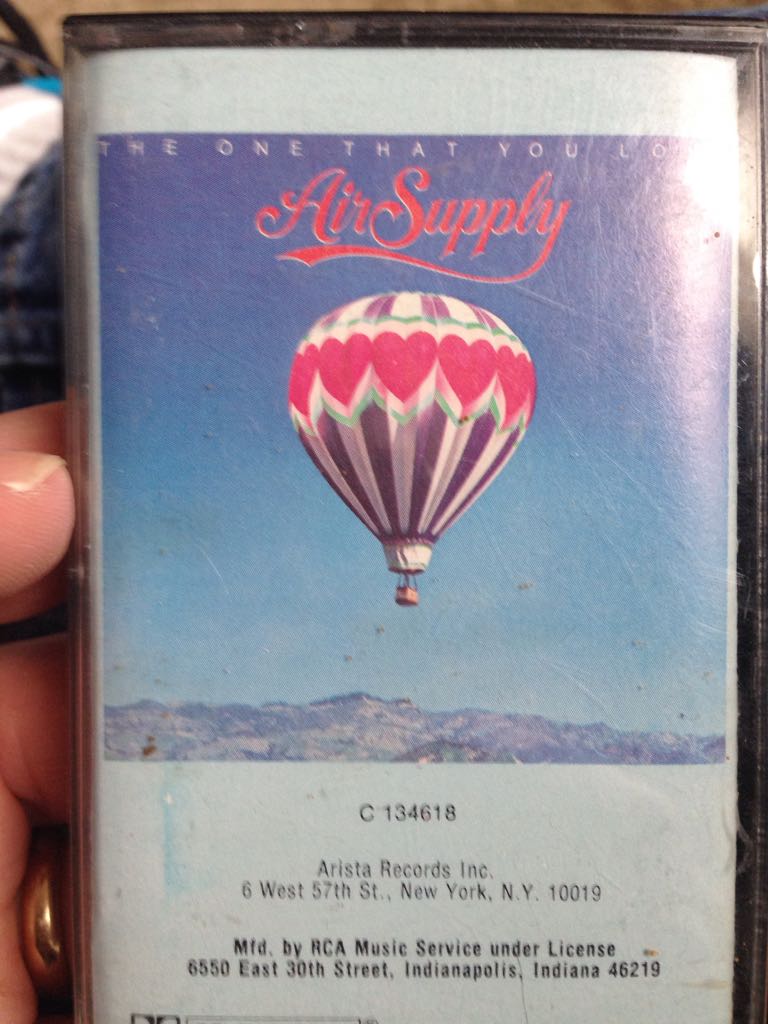 THE ONE THAT YOU LO
Air Supply
C 134618
Arista Records Inc.
6 West 57th St., New York, N.Y. 10019
Mfd. by RCA Music Service under License
6550 East 30th Street, Indianapolis, Indiana 46219